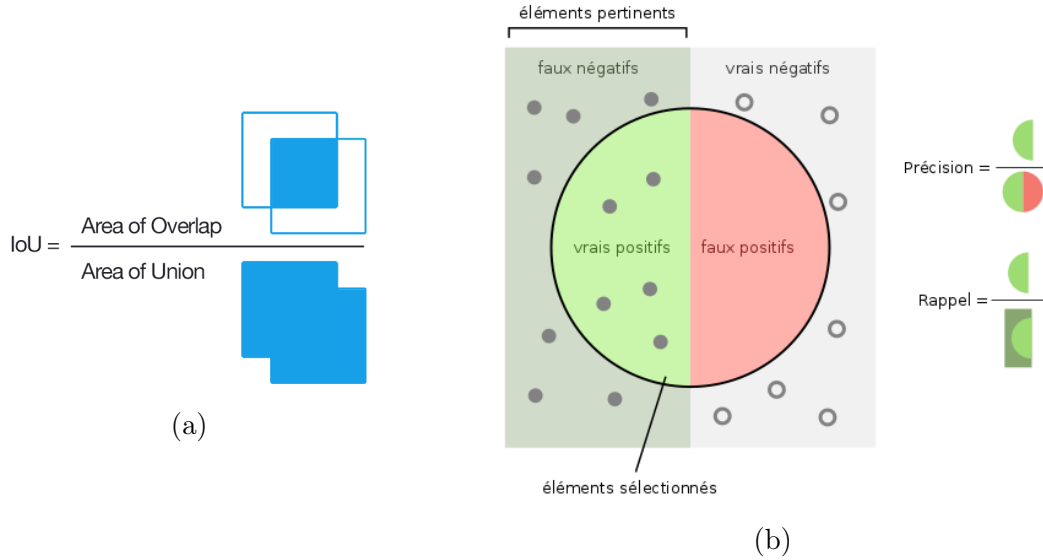 IoU =
Area of Overlap
Area of Union
(a)
éléments pertinents
faux négatifs
vrais négatifs
vrais positifs
faux positifs
éléments sélectionnés
Précision =
Rappel =
(b)